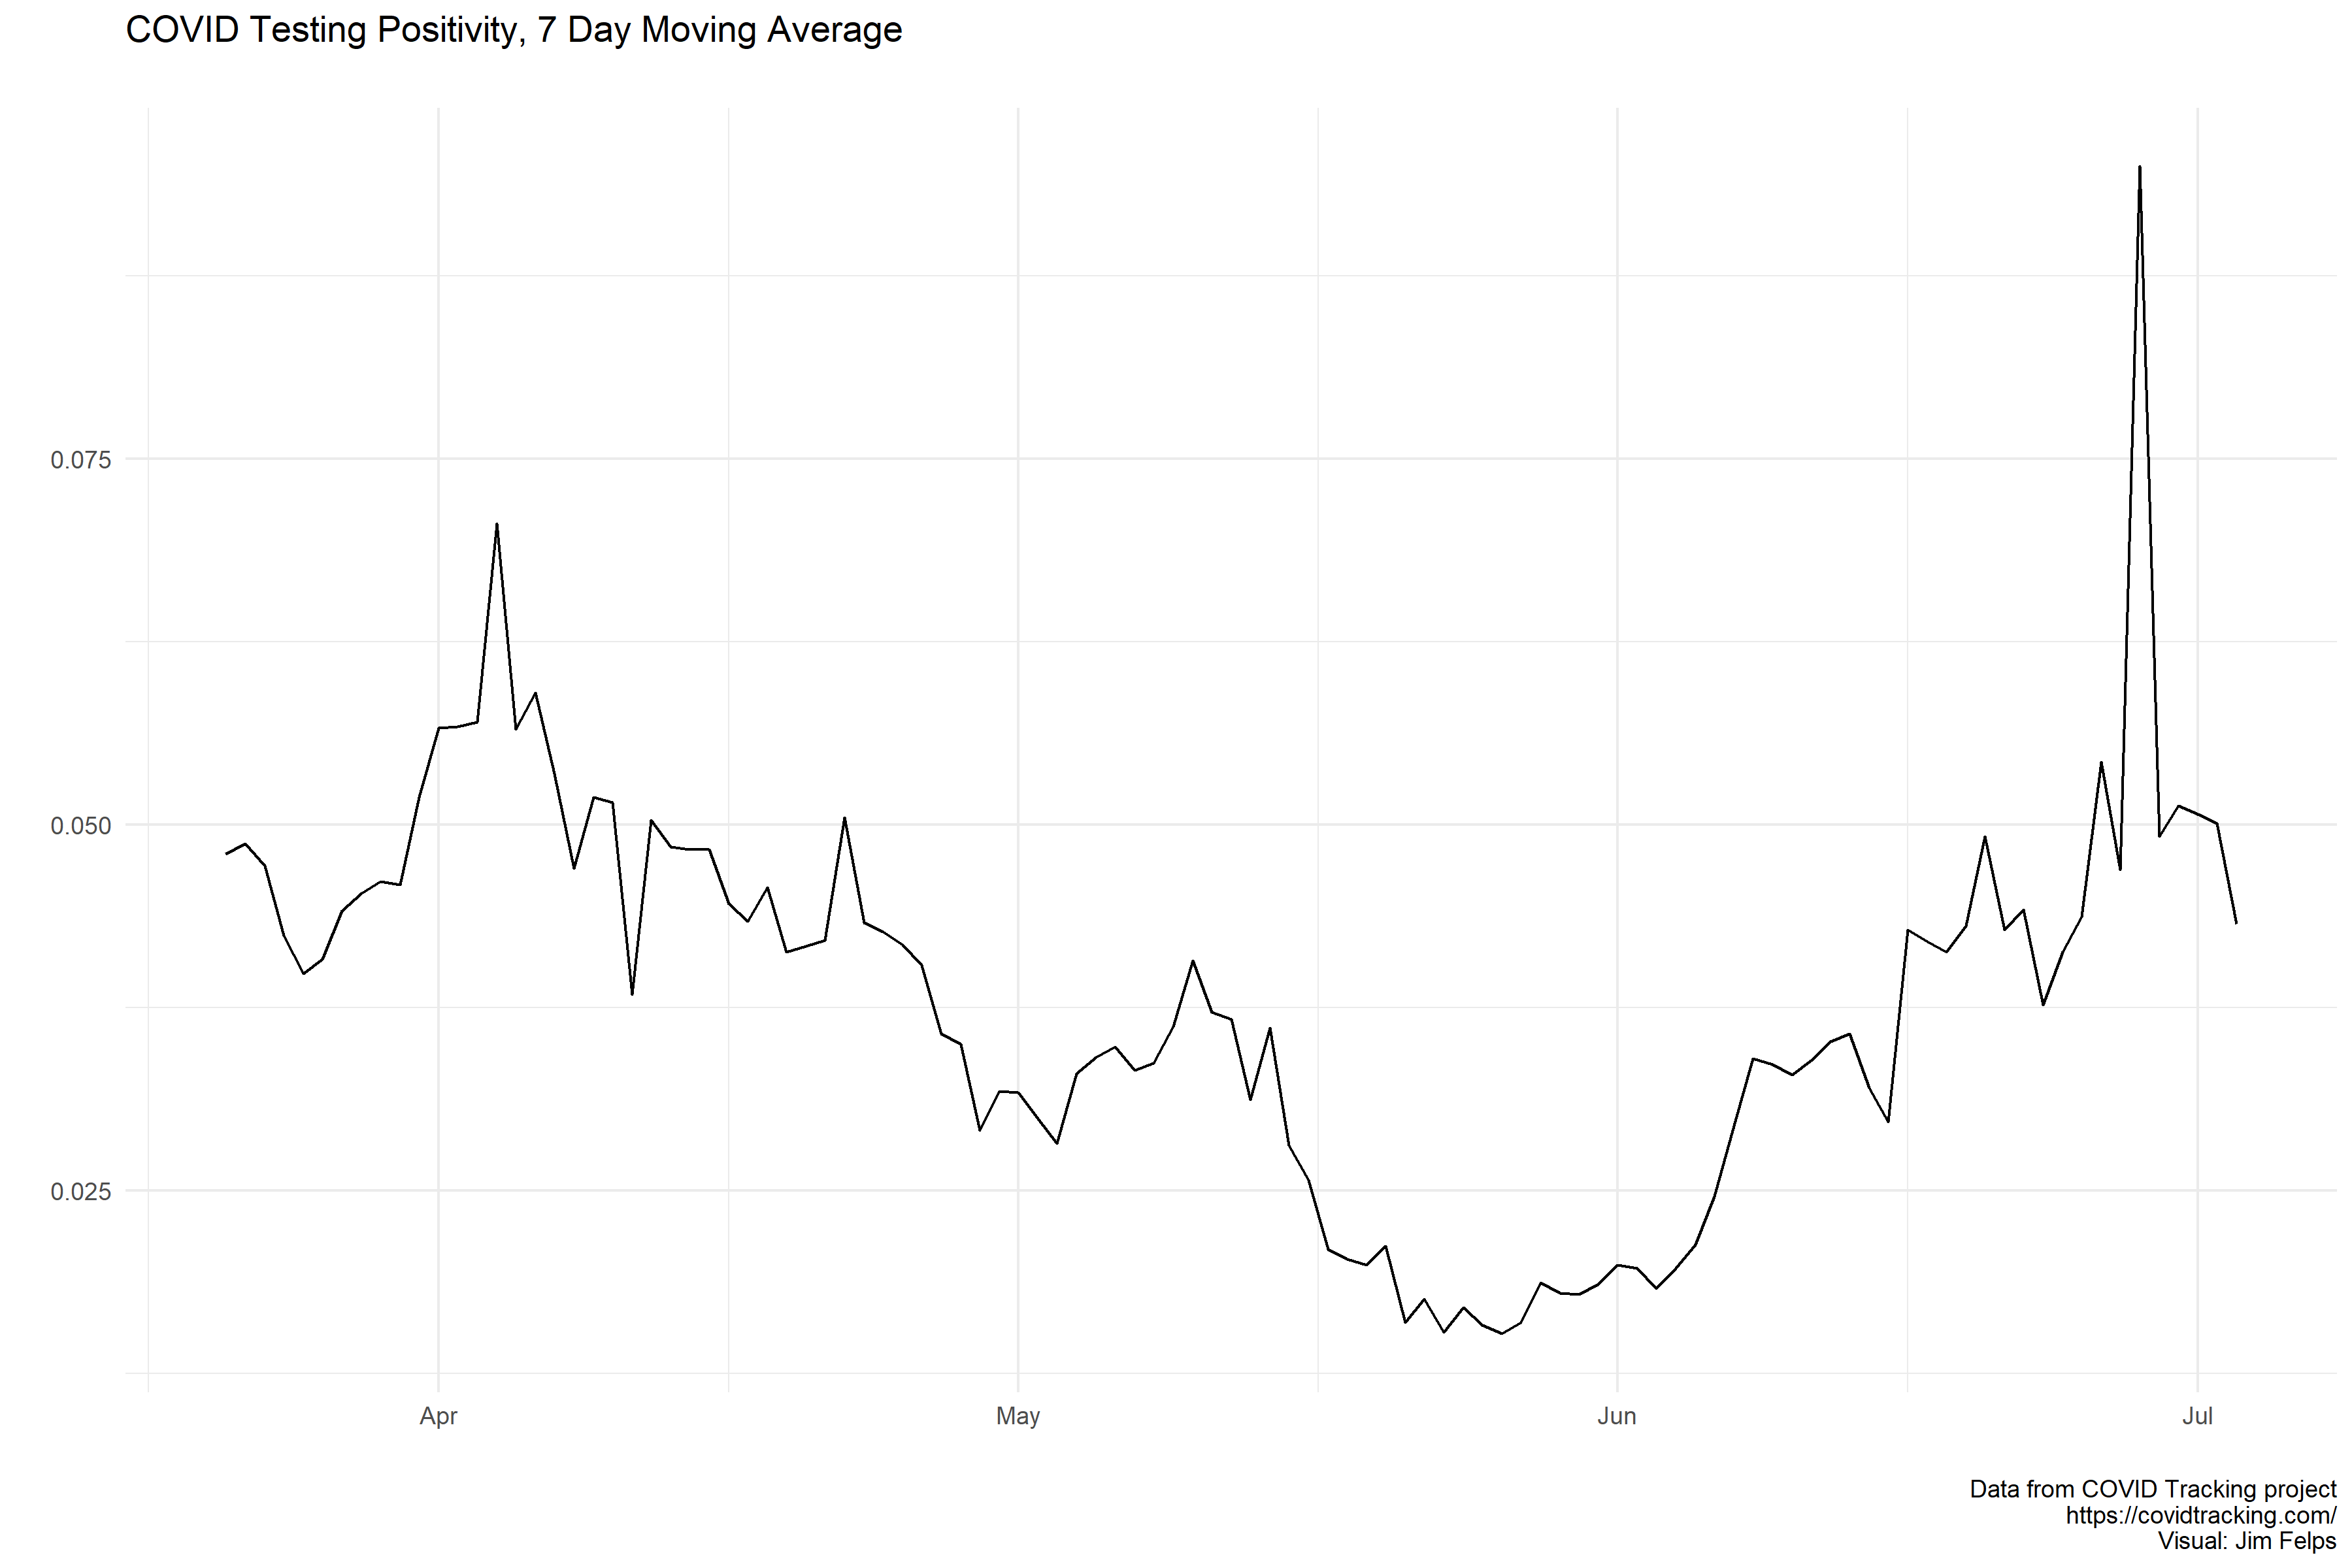 COVID Testing Positivity, 7 Day Moving Average
0.075
0.050
0.025
Apr May Jun Jul
Data from COVID Tracking project
https://covidtracking.com/
Visual: Jim Felps